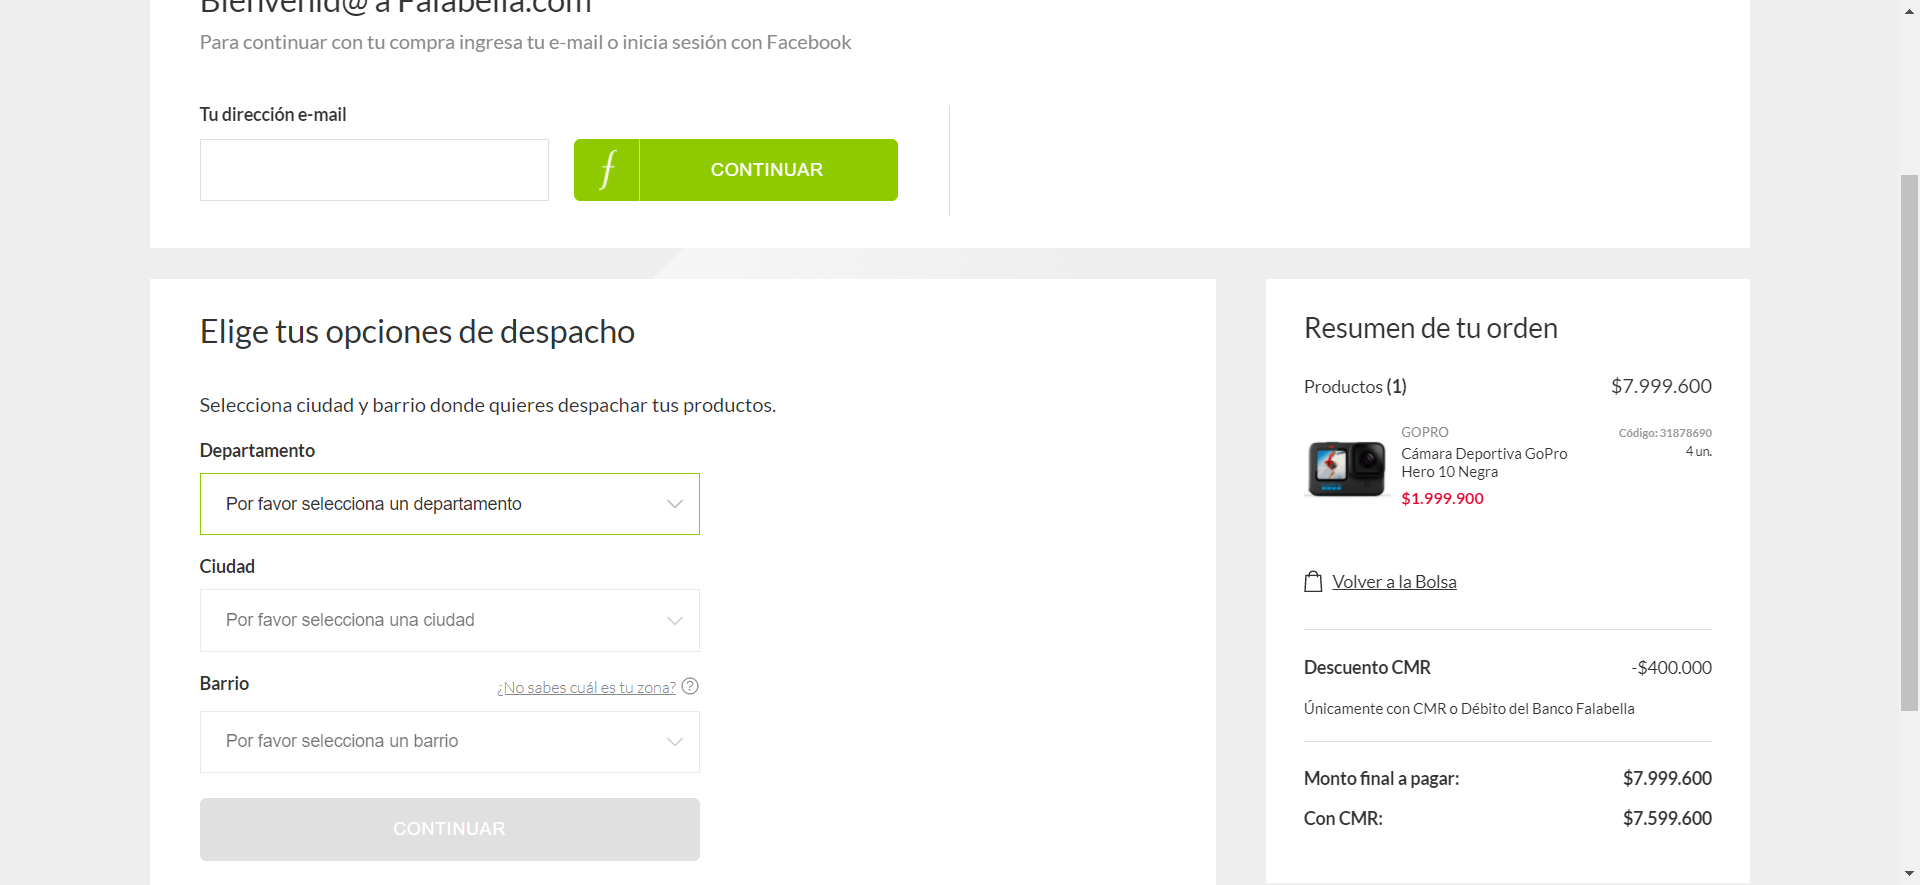 Bienvenid@ a Falabella.com
Para continuar con tu compra ingresa tu e-mail o inicia sesión con Facebook
Tu dirección e-mail
f CONTINUAR
Elige tus opciones de despacho
Selecciona ciudad y barrio donde quieres despachar tus productos.
Departamento
Por favor selecciona un departamento
Ciudad
Por favor selecciona una ciudad
Barrio ¿No sabes cuál es tu zona? ?
Por favor selecciona un barrio
CONTINUAR
Resumen de tu orden
Productos (1) $7.999.600
GOPRO Código: 31878690
Cámara Deportiva GoPro 4 un.
Hero 10 Negra
$1.999.900
Volver a la Bolsa
Descuento CMR -$400.000
Únicamente con CMR o Débito del Banco Falabella
Monto final a pagar: $7.999.600
Con CMR: $7.599.600